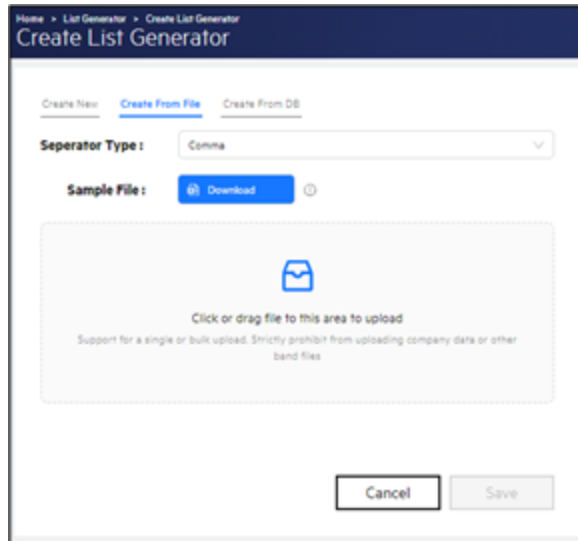 Home > List Generator > Create List Generator
Create List Generator
Create New Create From File Create From DB
Seperator Type : Comma
Sample File : Download
Click or drag file to this area to upload
Support for a single or bulk upload. Strictly prohibit from uploading company data or other
band files
Cancel Save